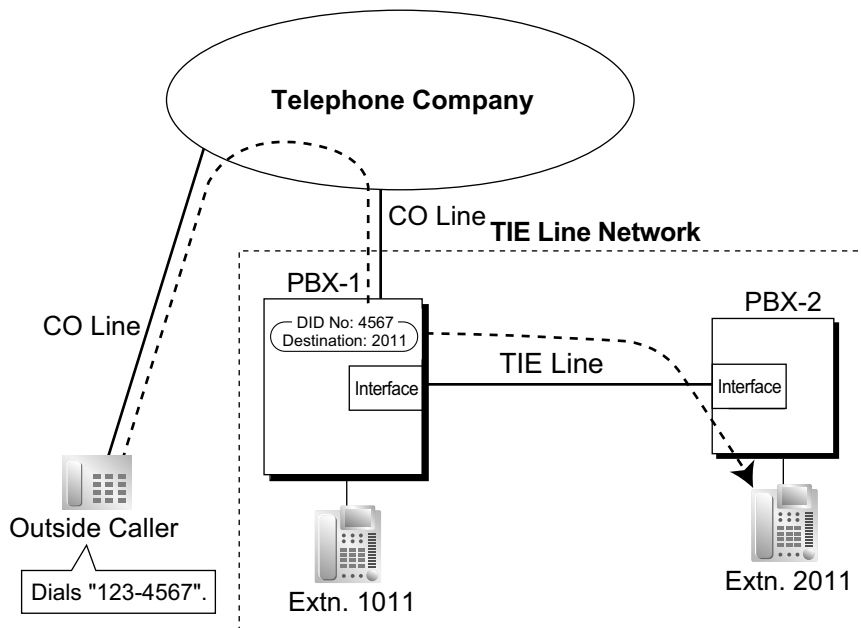 Telephone Company
CO Line
TIE Line Network
PBX-1
PBX-2
CO Line
DID No: 4567
Destination: 2011
TIE Line
Interface
Interface
Outside Caller
Dials "123-4567".
Extn. 1011
Extn. 2011